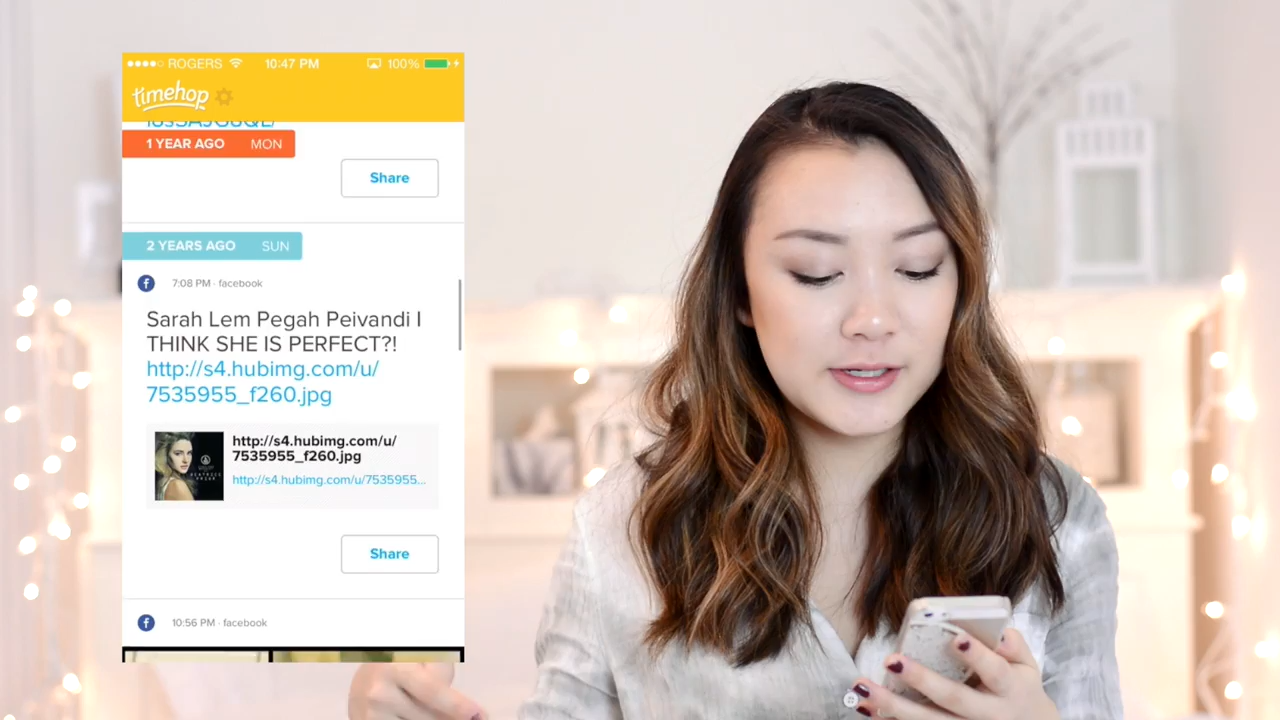 ROGERS 10:47 PM 100%
timehop
1 YEAR AGO MON
Share
2 YEARS AGO SUN
7:08 PM · facebook
Sarah Lem Pegah Peivandi I
THINK SHE IS PERFECT?!
http://s4.hubimg.com/u/
7535955_f260.jpg
http://s4.hubimg.com/u/
7535955_f260.jpg
http://s4.hubimg.com/u/7535955...
Share
10:56 PM · facebook